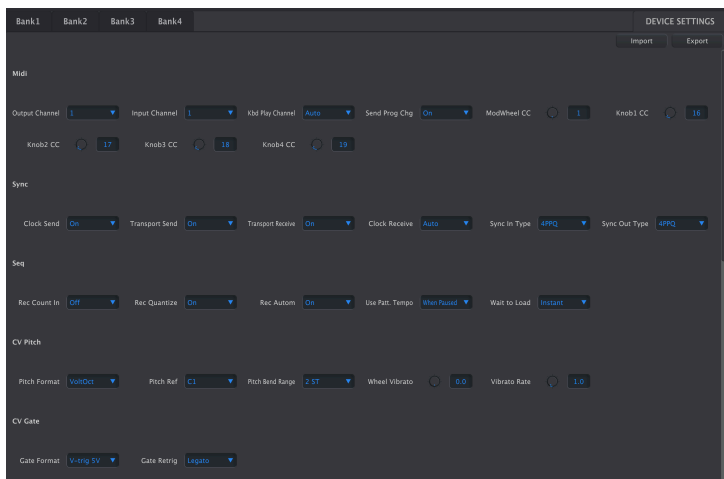 Bank1 Bank2 Bank3 Bank4 DEVICE SETTINGS
Import Export
Midi
Output Channel 1 Input Channel 1 Kbd Play Channel Auto Send Prog Chg On ModWheel CC 1 Knob1 CC 16
Knob2 CC 17 Knob3 CC 18 Knob4 CC 19
Sync
Clock Send On Transport Send On Transport Receive On Clock Receive Auto Sync In Type 4PPQ Sync Out Type 4PPQ
Seq
Rec Count In Off Rec Quantize On Rec Autom On Use Patt. Tempo When Paused Wait to Load Instant
CV Pitch
Pitch Format VoltOct Pitch Ref C1 Pitch Bend Range 2 ST Wheel Vibrato 0.0 Vibrato Rate 1.0
CV Gate
Gate Format V-trig 5V Gate Retrig Legato